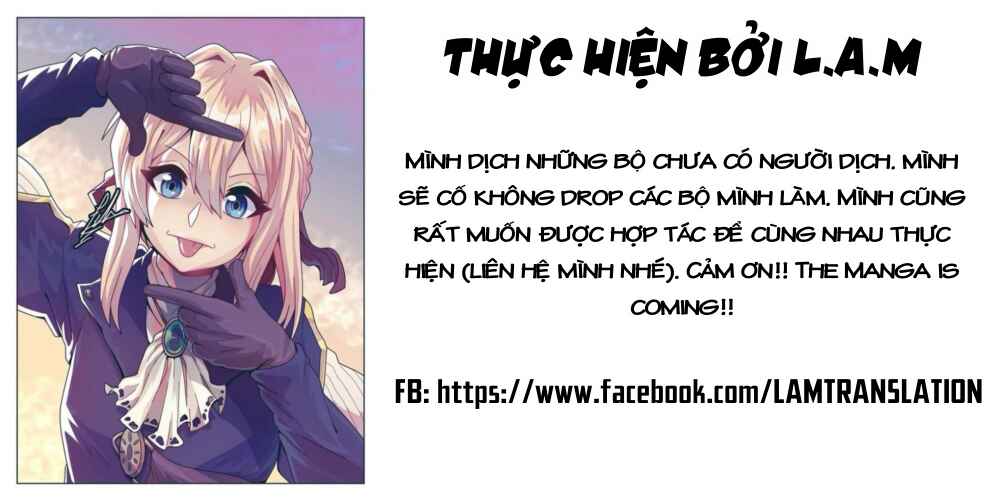 THỰC HIỆN BỞI L.A.M
MÌNH DỊCH NHỮNG BỘ CHƯA CÓ NGƯỜI DỊCH. MÌNH
SẼ CỐ KHÔNG DROP CÁC BỘ MÌNH LÀM. MÌNH CŨNG
RẤT MUỐN ĐƯỢC HỢP TÁC ĐỂ CÙNG NHAU THỰC
HIỆN (LIÊN HỆ MÌNH NHÉ). CẢM ƠN!! THE MANGA IS
COMING!!
FB: https://www.facebook.com/LAMTRANSLATION